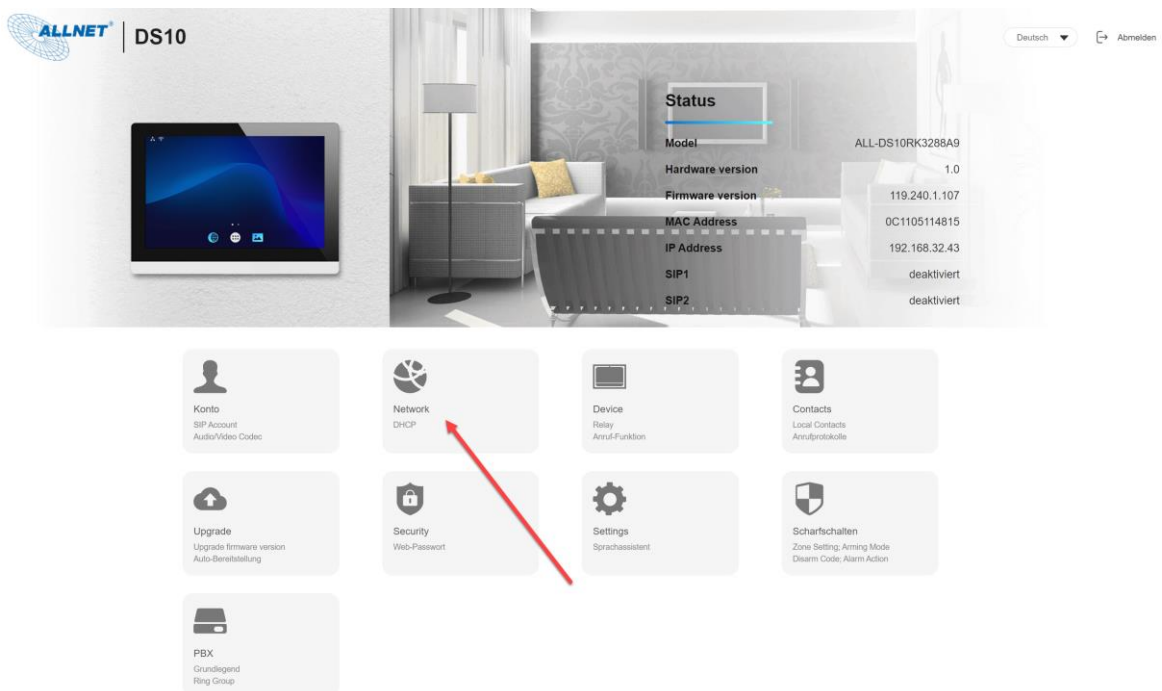 ALLNET®
DS10
Deutsch
Abmelden
Status
Model ALL-DS10RK3288A9
Hardware version 1.0
Firmware version 119.240.1.107
MAC Address 0C1105114815
IP Address 192.168.32.43
SIP1 deaktiviert
SIP2 deaktiviert
Konto
SIP Account
Audio/Video Codec
Network
DHCP
Device
Relay
Anruf-Funktion
Contacts
Local Contacts
Anrufprotokolle
Upgrade
Upgrade firmware version
Auto-Bereitstellung
Security
Web-Passwort
Settings
Sprachassistent
Scharfschalten
Zone Setting; Arming Mode
Disarm Code; Alarm Action
PBX
Grundlegend
Ring Group